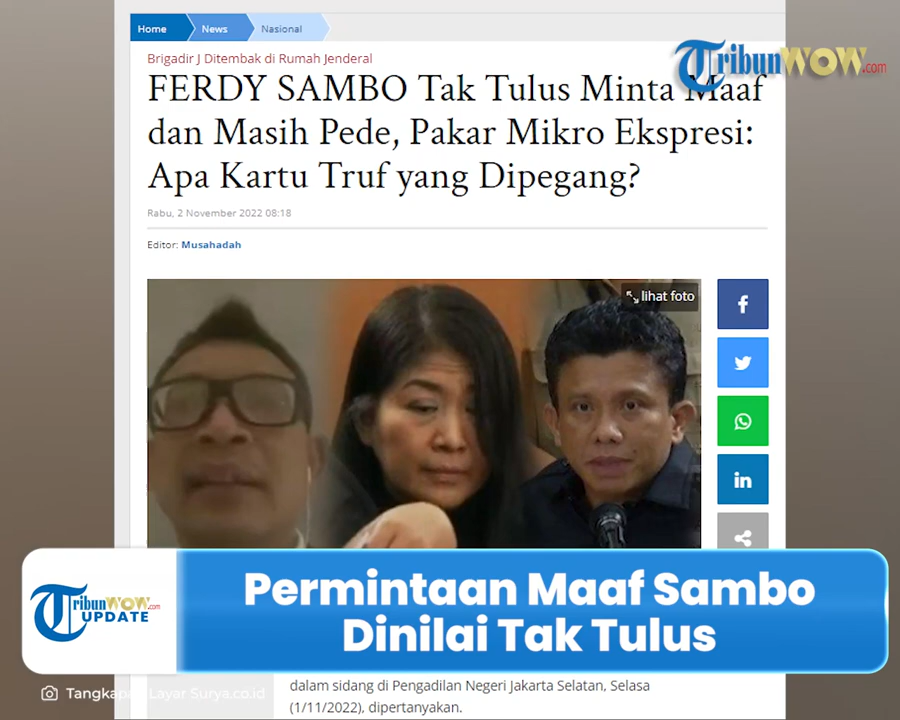 Home News Nasional
TribunWOW.com
Brigadir J Ditembak di Rumah Jenderal
FERDY SAMBO Tak Tulus Minta Maaf
dan Masih Pede, Pakar Mikro Ekspresi:
Apa Kartu Truf yang Dipegang?
Rabu, 2 November 2022 08:18
Editor: Musahadah
lihat foto
Permintaan Maaf Sambo
Dinilai Tak Tulus
TribunWOW.com
UPDATE
Tangkapan Layar Surya.co.id
dalam sidang di Pengadilan Negeri Jakarta Selatan, Selasa
(1/11/2022), dipertanyakan.